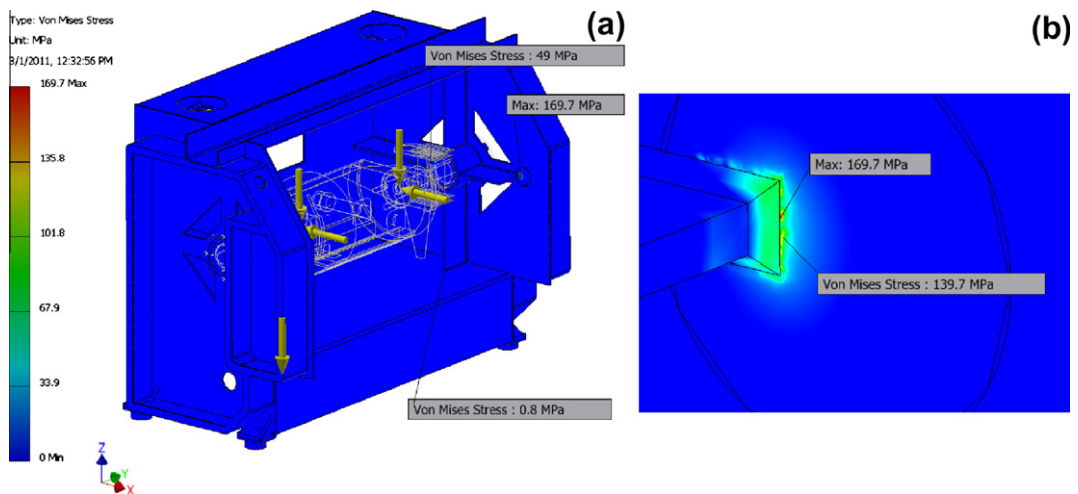 Type: Von Mises Stress
Unit: MPa
3/1/2011, 12:32:56 PM
169.7 Max
135.8
101.8
67.9
33.9
0 Min
(a)
Von Mises Stress : 49 MPa
Max: 169.7 MPa
Von Mises Stress : 0.8 MPa
Z
Y
X
(b)
Max: 169.7 MPa
Von Mises Stress : 139.7 MPa